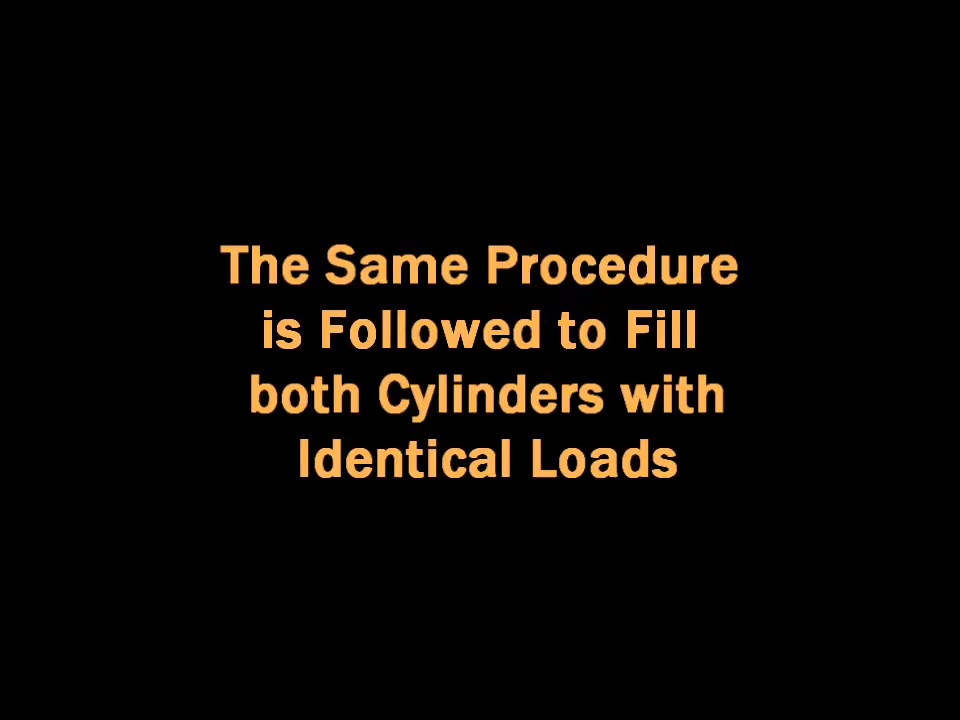 The Same Procedure
is Followed to Fill
both Cylinders with
Identical Loads